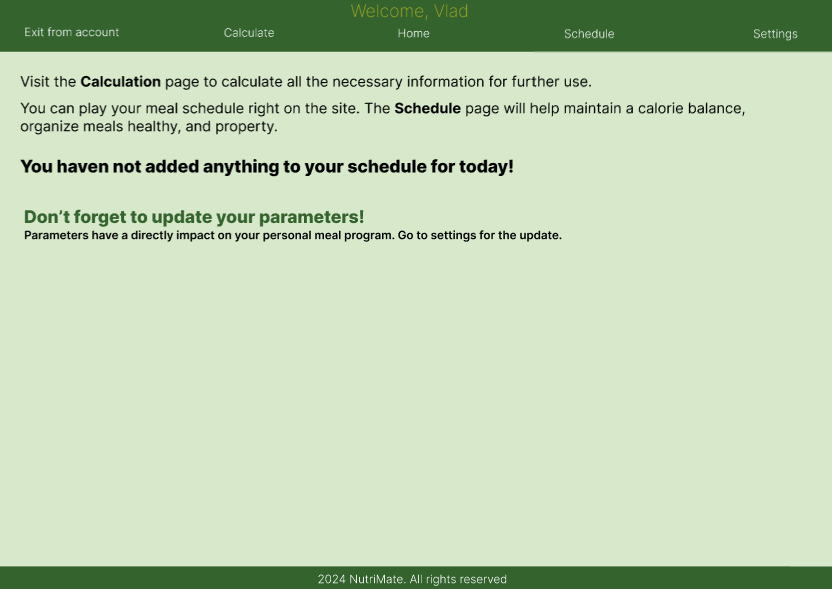 Welcome, Vlad
Exit from account
Calculate
Home
Schedule
Settings
Visit the Calculation page to calculate all the necessary information for further use.
You can play your meal schedule right on the site. The Schedule page will help maintain a calorie balance,
organize meals healthy, and property.
You haven not added anything to your schedule for today!
Don’t forget to update your parameters!
Parameters have a directly impact on your personal meal program. Go to settings for the update.
2024 NutriMate. All rights reserved